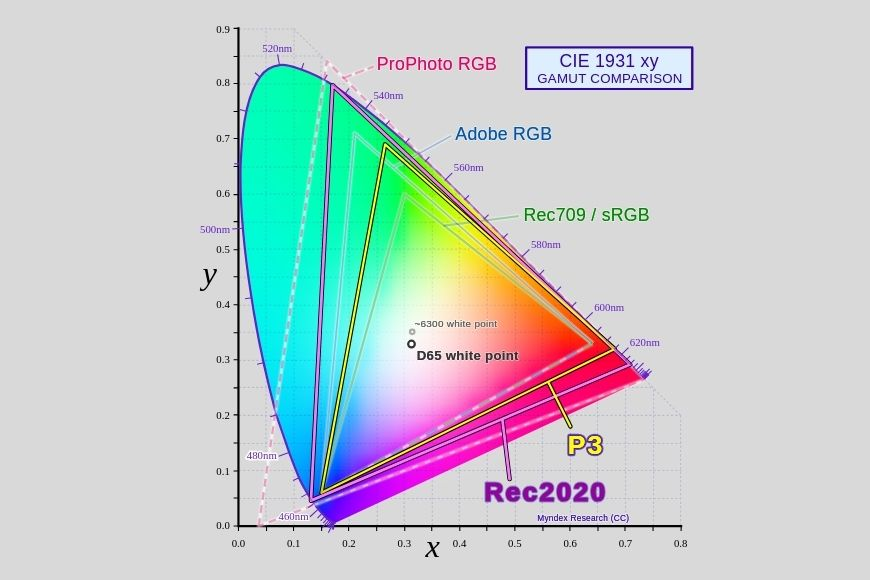 0.9
520nm
ProPhoto RGB
CIE 1931 xy
GAMUT COMPARISON
0.8
540nm
0.7
Adobe RGB
560nm
0.6
Rec709 / sRGB
500nm
0.5
580nm
y
0.4
600nm
~6300 white point
620nm
D65 white point
0.3
0.2
P3
480nm
0.1
Rec2020
460nm
Myndex Research (CC)
0.0
0.0 0.1 0.2 0.3 x 0.4 0.5 0.6 0.7 0.8